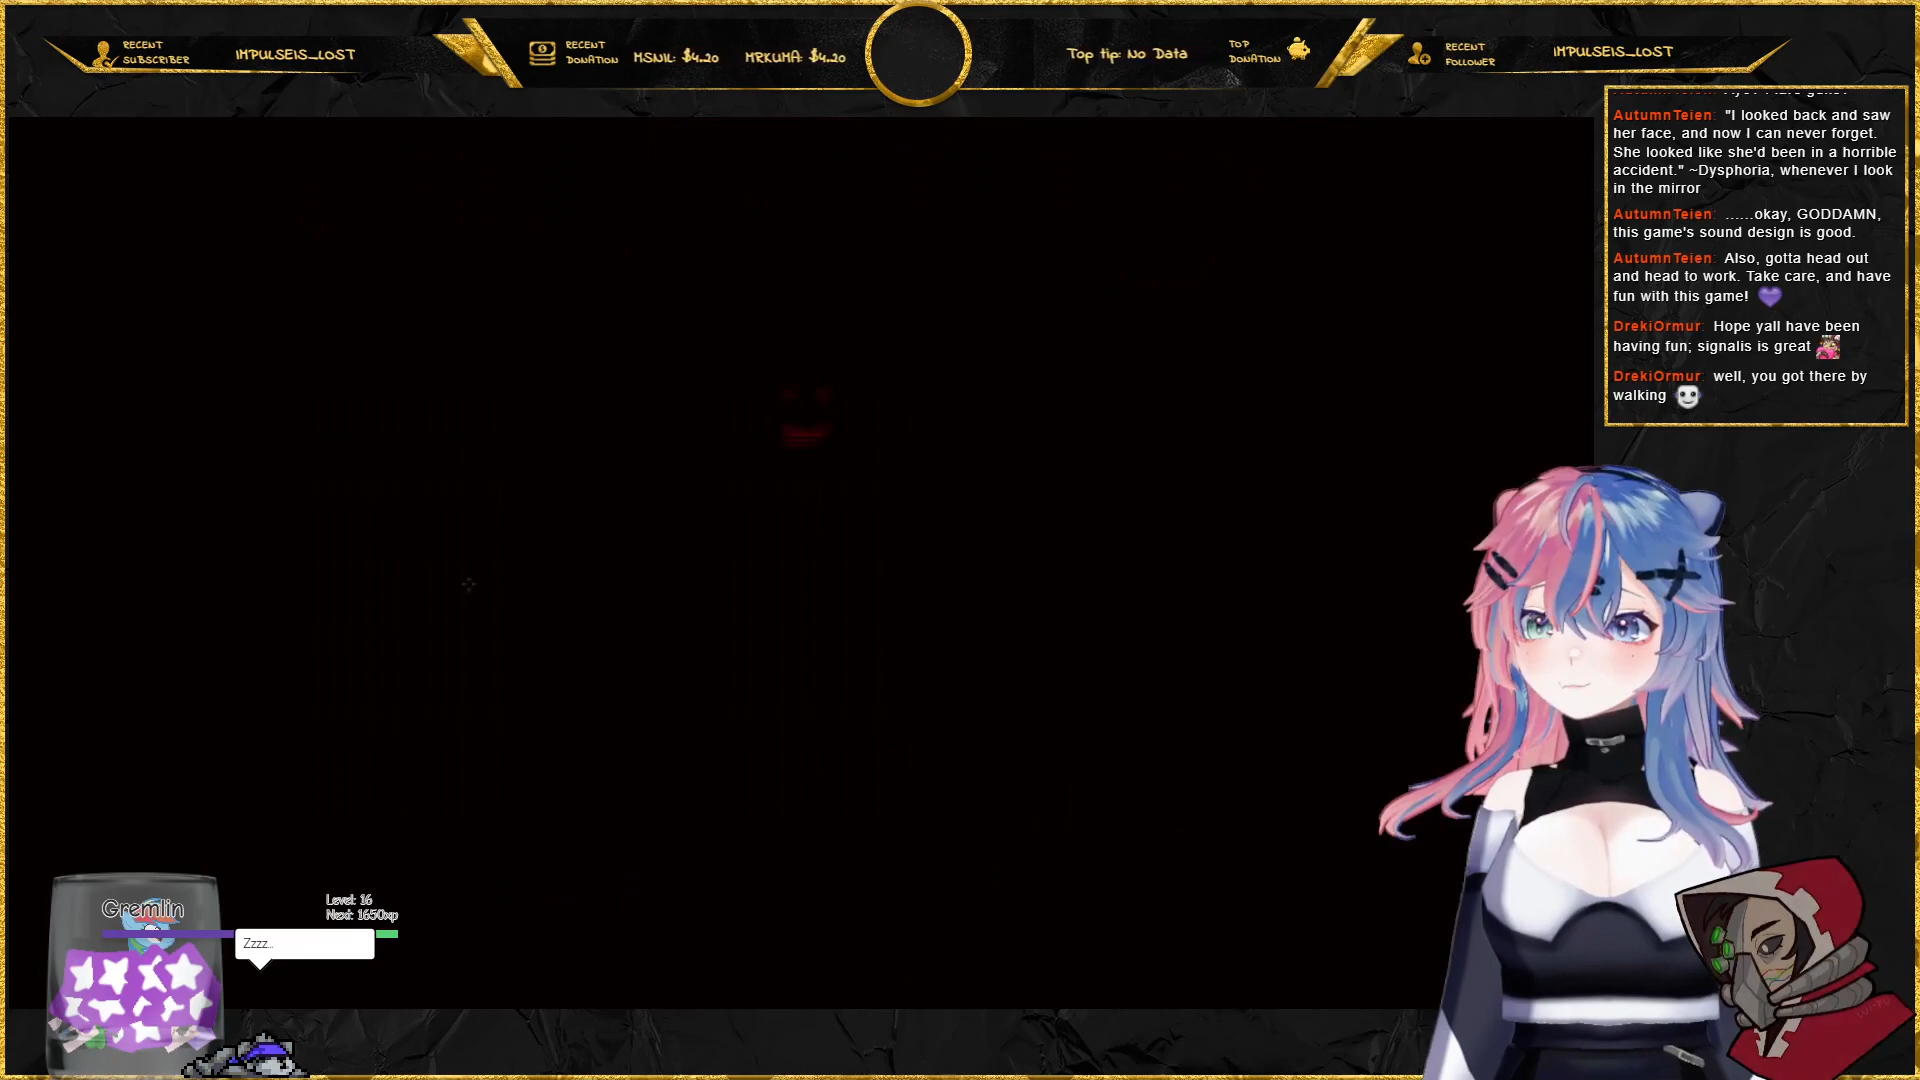 RECENT
SUBSCRIBER
IMPULSEIS_LOST
RECENT
DONATION
MSNIL: $4.20
MRKUMA: $4.20
Top tip: No Data
TOP
DONATION
RECENT
FOLLOWER
IMPULSEIS_LOST
AutumnTeien: "I looked back and saw
her face, and now I can never forget.
She looked like she'd been in a horrible
accident." ~Dysphoria, whenever I look
in the mirror
AutumnTeien: ......okay, GODDAMN,
this game's sound design is good.
AutumnTeien: Also, gotta head out
and head to work. Take care, and have
fun with this game!
DrekiOrmur: Hope yall have been
having fun; signalis is great
DrekiOrmur: well, you got there by
walking
Level: 16
Next: 1650xp
Gremlin
Zzzz...